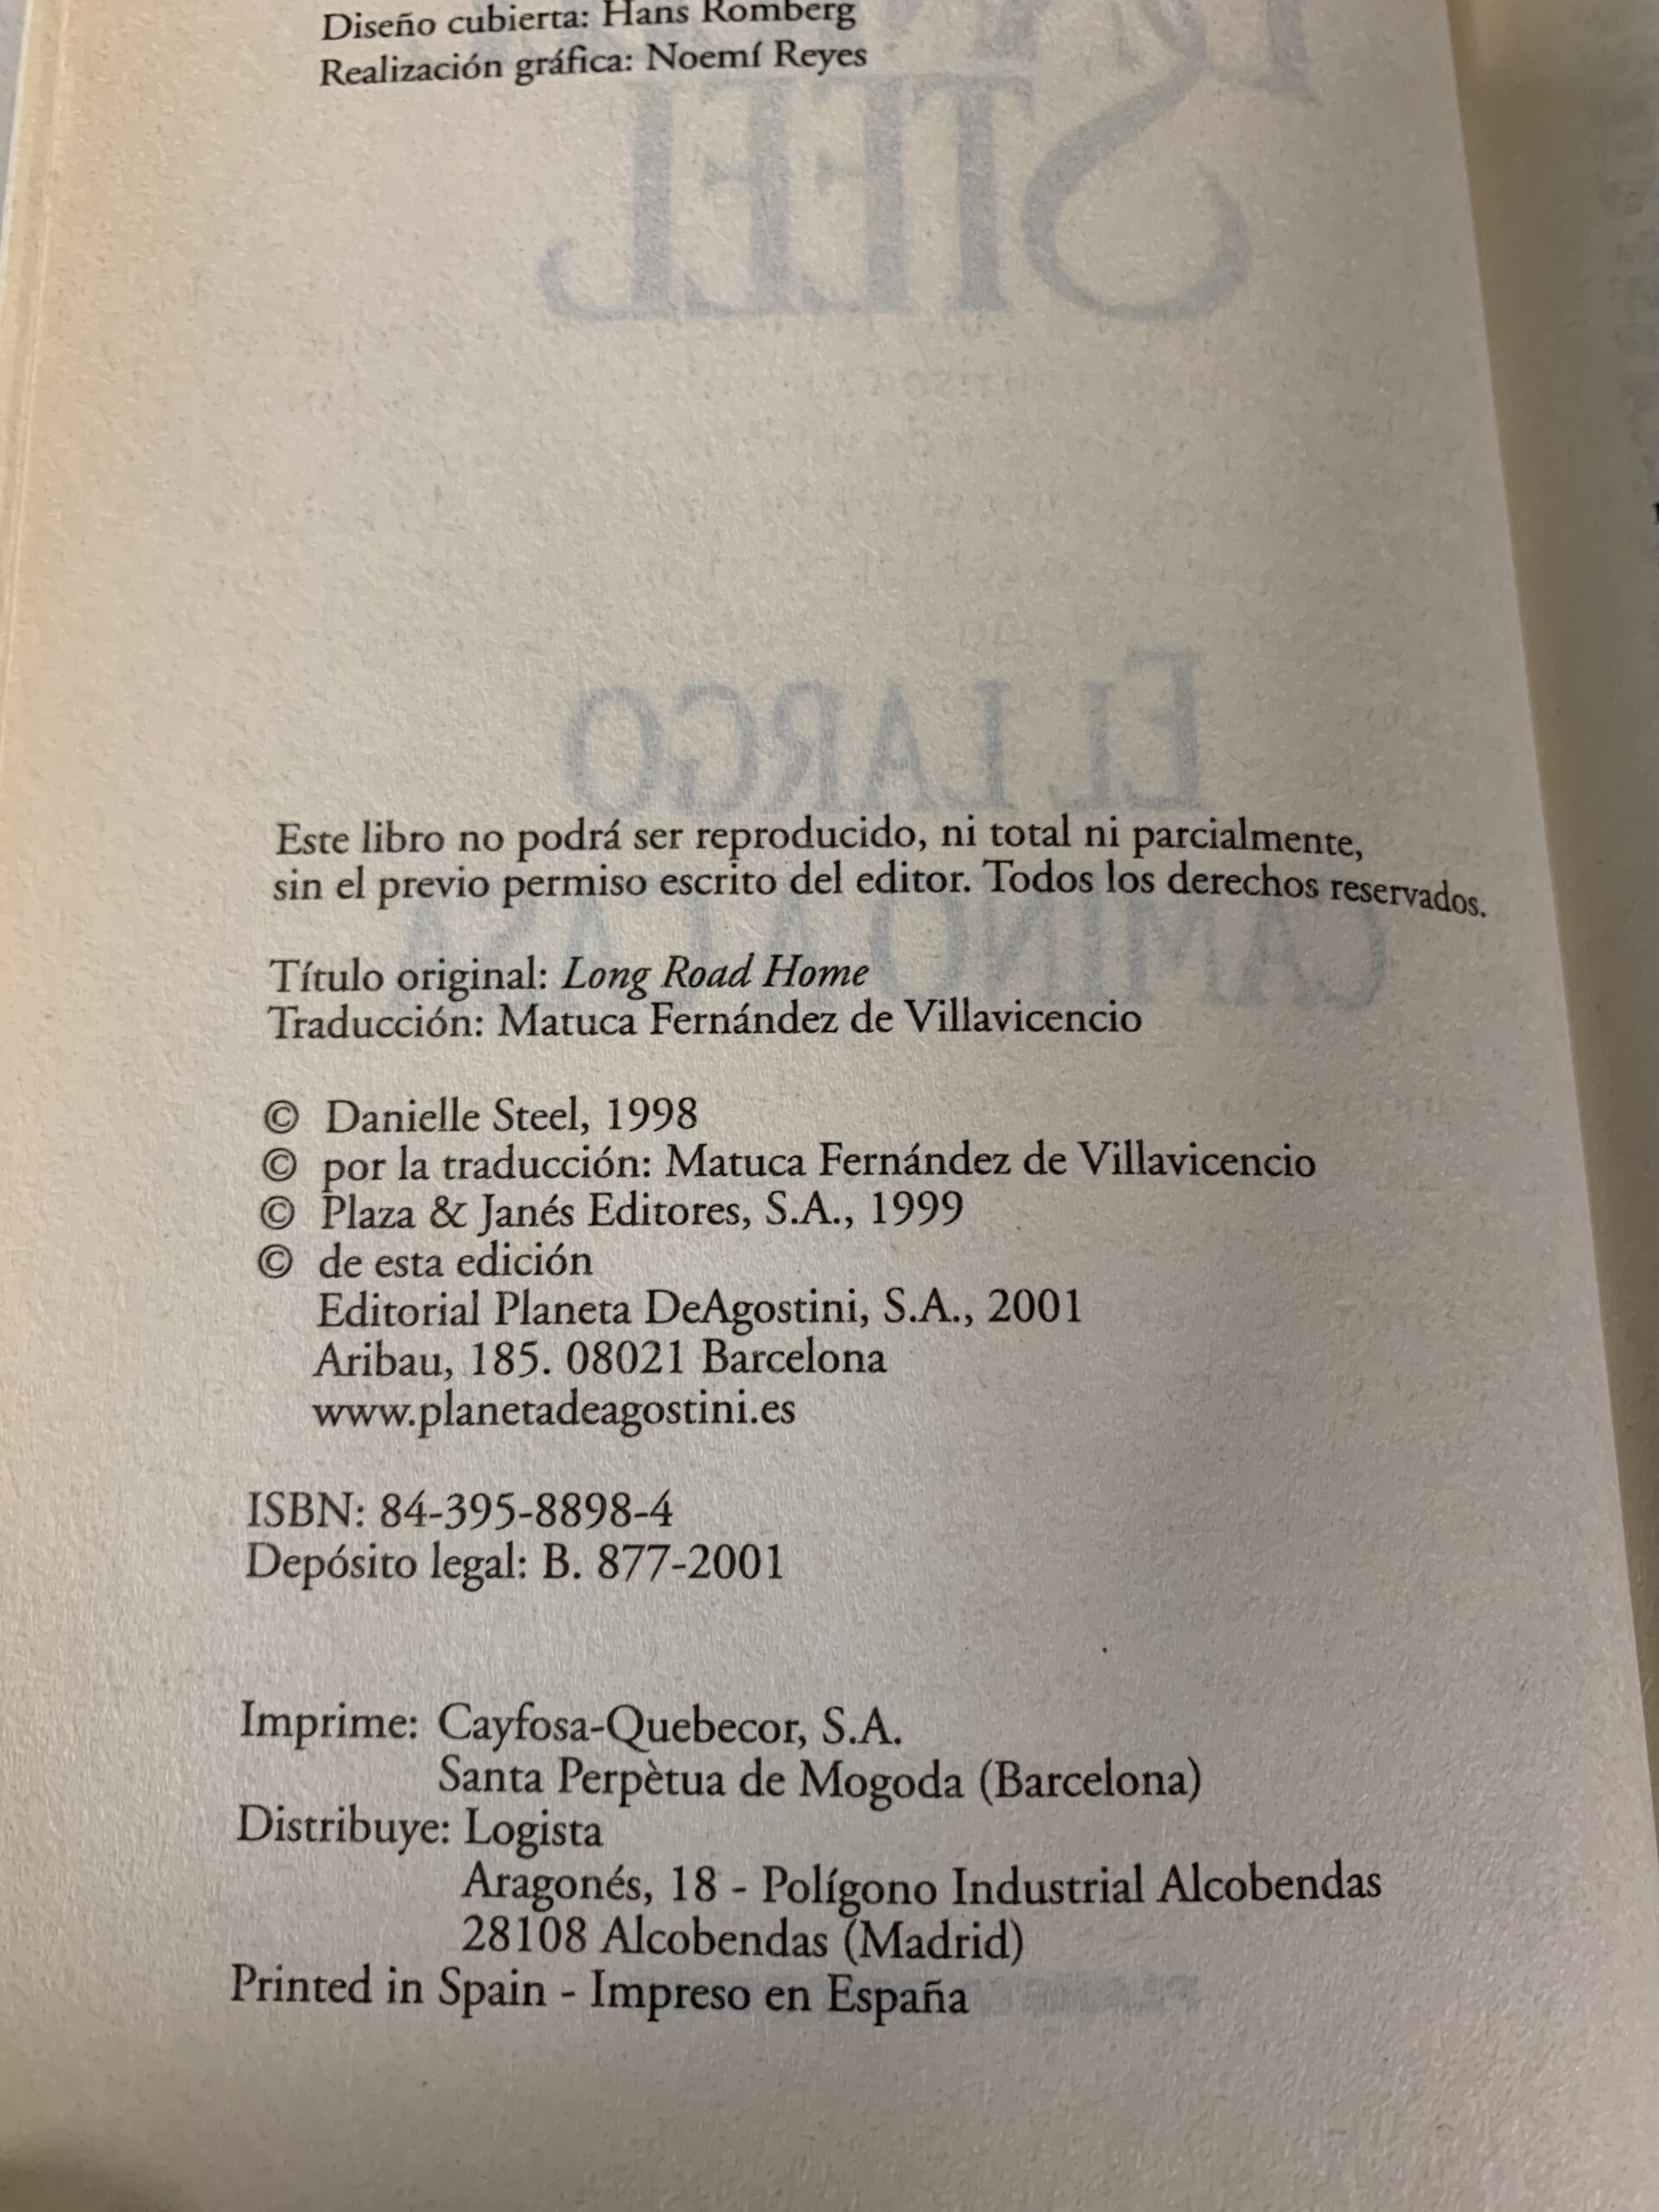 Diseño cubierta: Hans Romberg
Realización gráfica: Noemí Reyes
STEEL
EL LARGO
Este libro no podrá ser reproducido, ni total ni parcialmente,
sin el previo permiso escrito del editor. Todos los derechos reservados.
CAMINO A CASA
Título original: Long Road Home
Traducción: Matuca Fernández de Villavicencio
© Danielle Steel, 1998
© por la traducción: Matuca Fernández de Villavicencio
© Plaza & Janés Editores, S.A., 1999
© de esta edición
Editorial Planeta DeAgostini, S.A., 2001
Aribau, 185. 08021 Barcelona
www.planetadeagostini.es
ISBN: 84-395-8898-4
Depósito legal: B. 877-2001
Imprime: Cayfosa-Quebecor, S.A.
Santa Perpètua de Mogoda (Barcelona)
Distribuye: Logista
Aragonés, 18 - Polígono Industrial Alcobendas
28108 Alcobendas (Madrid)
Printed in Spain - Impreso en España